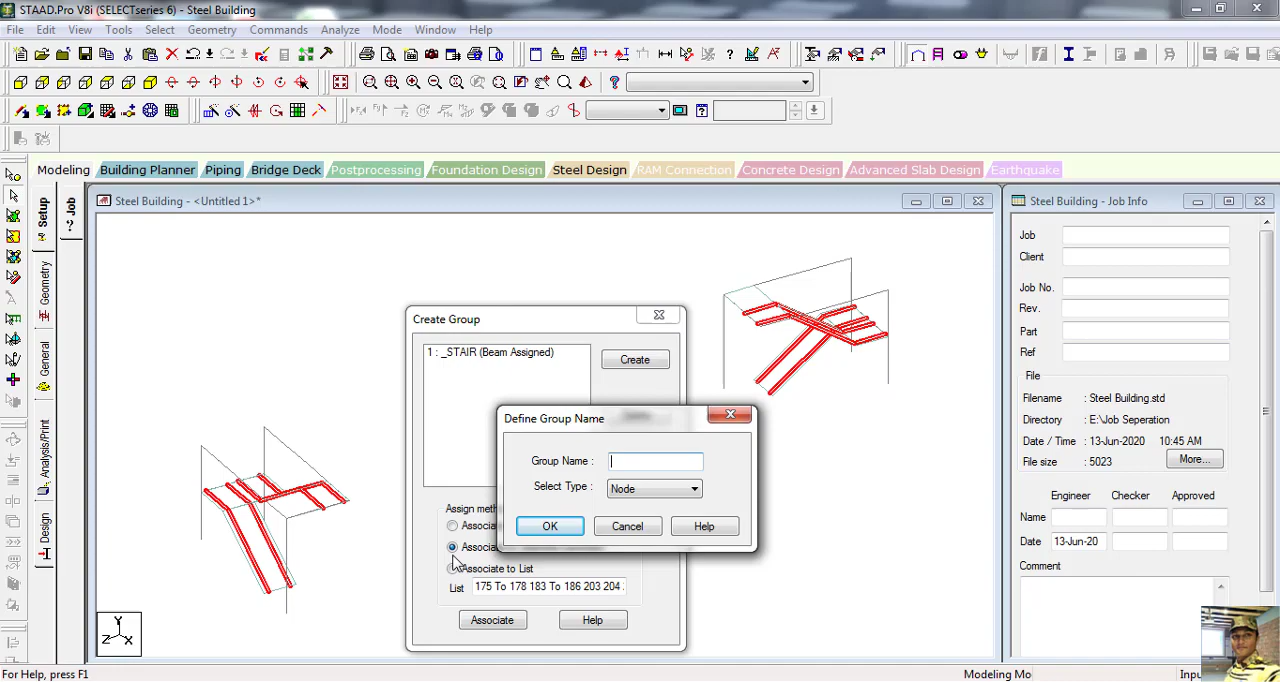 STAAD.Pro V8i (SELECTseries 6) - Steel Building
File Edit View Tools Select Geometry Commands Analyze Mode Window Help
Modeling Building Planner Piping Bridge Deck Postprocessing Foundation Design Steel Design RAM Connection Concrete Design Advanced Slab Design Earthquake
Setup
Job
Geometry
General
Analysis/Print
Design
Steel Building - <Untitled 1>*
Create Group
1 : _STAIR (Beam Assigned)
Create
Define Group Name
Group Name :
Select Type : Node
OK Cancel Help
Assign meth
Associa
Associa
Associate to List
List 175 To 178 183 To 186 203 204
Associate Help
Y
Z X
Steel Building - Job Info
Job
Client
Job No.
Rev.
Part
Ref
File
Filename : Steel Building.std
Directory : E:\Job Seperation
Date / Time : 13-Jun-2020 10:45 AM
File size : 5023 More...
Engineer Checker Approved
Name
Date 13-Jun-20
Comment
For Help, press F1
Modeling Mo
Inpu